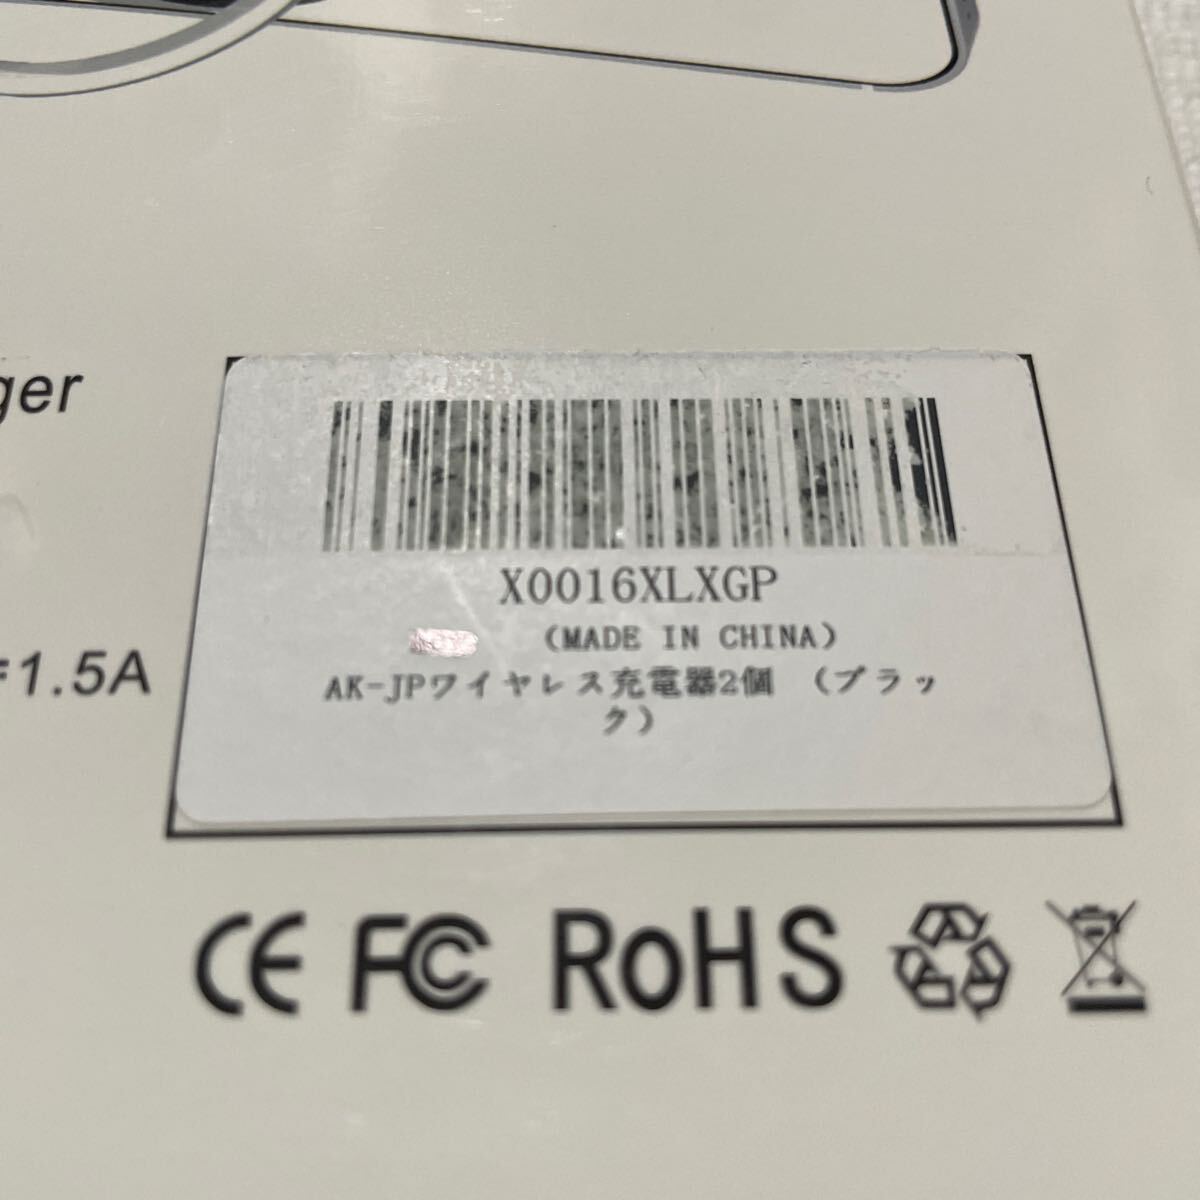 ger
=1.5A
X0016XLXGP
(MADE IN CHINA)
AK-JPワイヤレス充電器2個 (ブラッ
ク)
CE FC RoHS